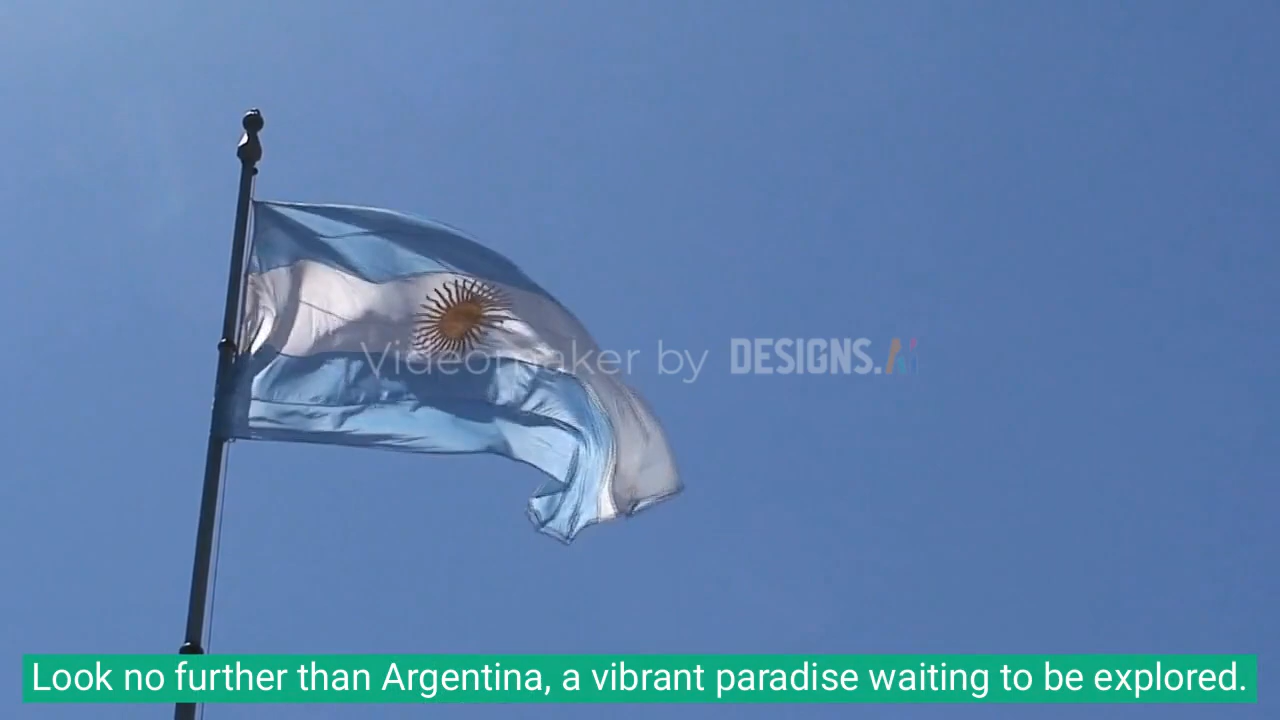 Videomaker by DESIGNS.AI
Look no further than Argentina, a vibrant paradise waiting to be explored.